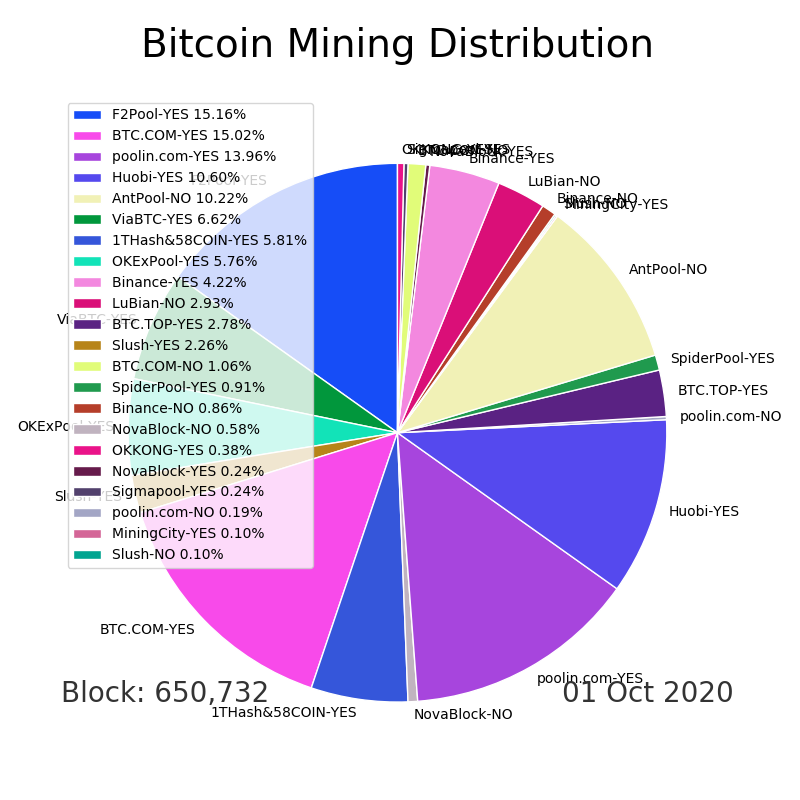 Bitcoin Mining Distribution
F2Pool-YES 15.16%
BTC.COM-YES 15.02%
poolin.com-YES 13.96%
Huobi-YES 10.60%
AntPool-NO 10.22%
ViaBTC-YES 6.62%
1THash&58COIN-YES 5.81%
OKExPool-YES 5.76%
Binance-YES 4.22%
LuBian-NO 2.93%
BTC.TOP-YES 2.78%
Slush-YES 2.26%
BTC.COM-NO 1.06%
SpiderPool-YES 0.91%
Binance-NO 0.86%
NovaBlock-NO 0.58%
OKKONG-YES 0.38%
NovaBlock-YES 0.24%
Sigmapool-YES 0.24%
poolin.com-NO 0.19%
MiningCity-YES 0.10%
Slush-NO 0.10%
Binance-YES
LuBian-NO
Binance-NO
MiningCity-YES
AntPool-NO
SpiderPool-YES
BTC.TOP-YES
poolin.com-NO
Huobi-YES
poolin.com-YES
NovaBlock-NO
1THash&58COIN-YES
BTC.COM-YES
Slush-YES
OKExPool-YES
ViaBTC-YES
F2Pool-YES
Block: 650,732
01 Oct 2020